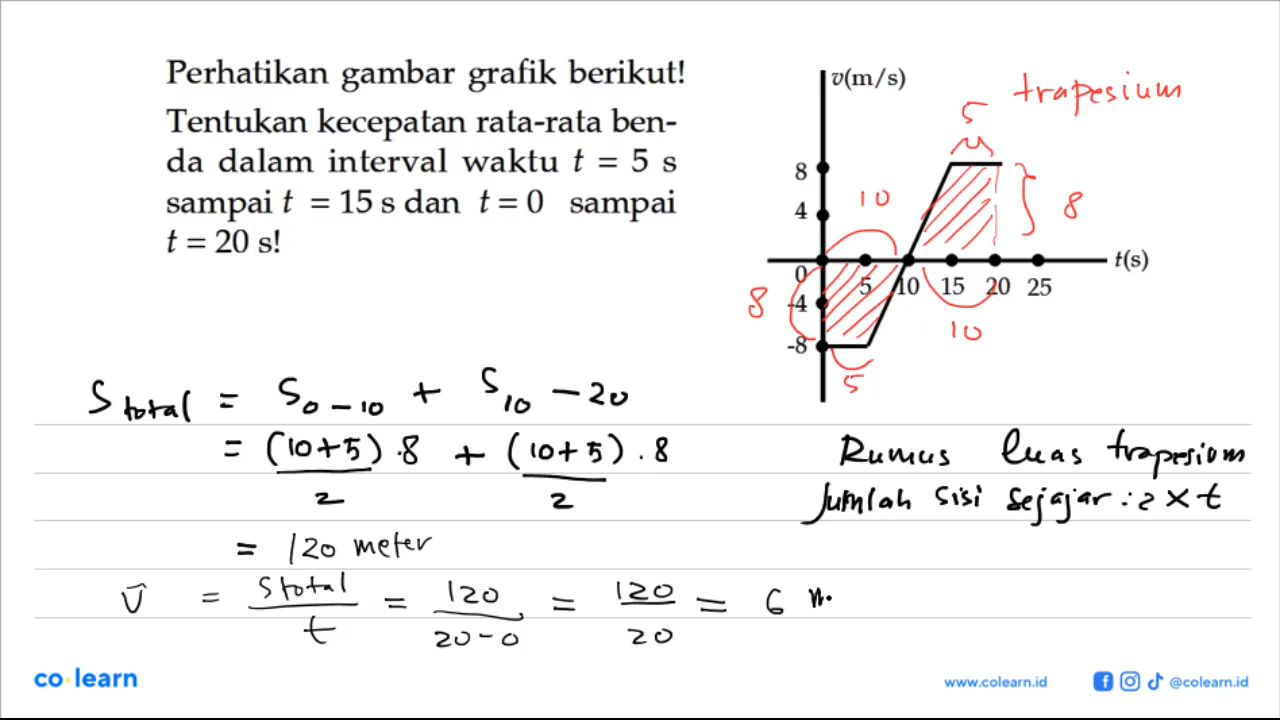 Perhatikan gambar grafik berikut!
Tentukan kecepatan rata-rata ben-
da dalam interval waktu t = 5 s
sampai t = 15 s dan t = 0 sampai
t = 20 s!
v(m/s)
trapesium
5
8
4
10
8
0
5 10 15 20 25
t(s)
8
-4
-8
10
5
S total = S 0 - 10 + S 10 - 20
= (10+5) . 8 / 2 + (10+5) . 8 / 2
= 120 meter
v̄ = S total / t = 120 / 20 - 0 = 120 / 20 = 6
Rumus luas trapesium
Jumlah sisi sejajar : 2 × t
co learn
www.colearn.id
@colearn.id